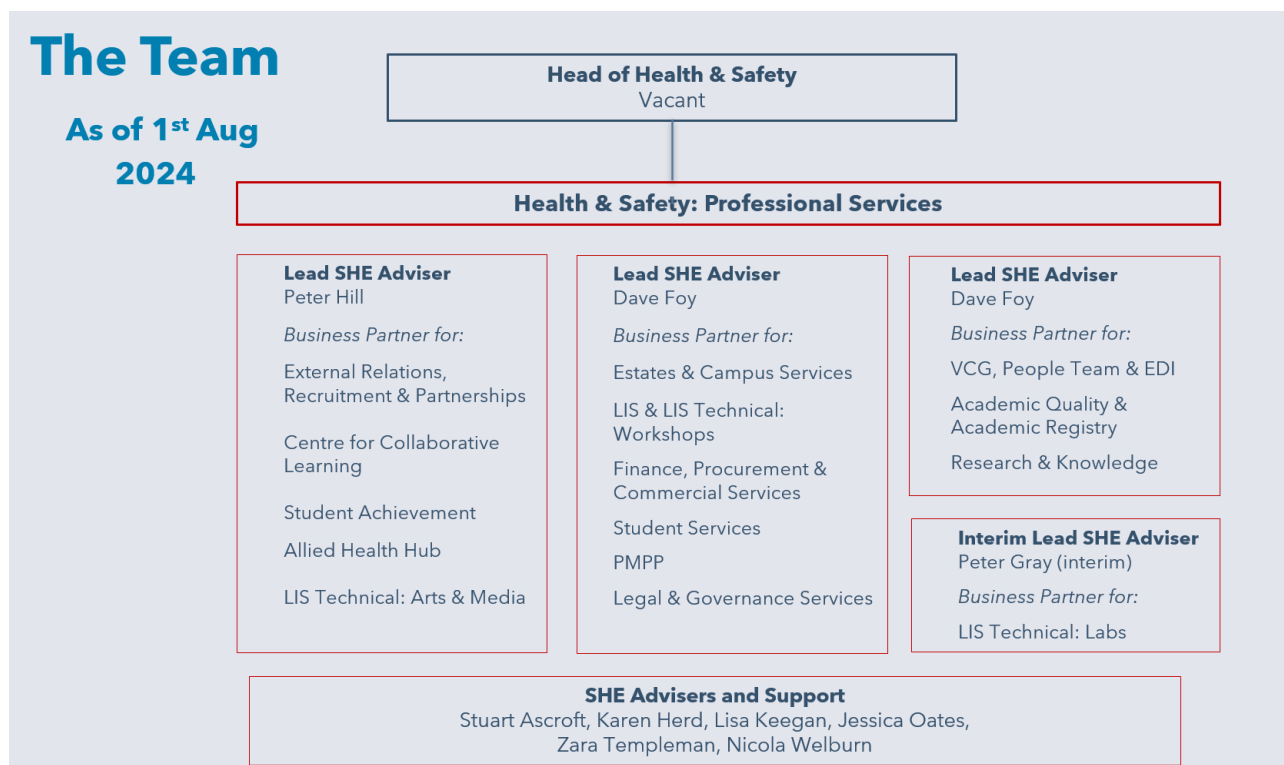 The Team
As of 1st Aug
2024
Head of Health & Safety
Vacant
Health & Safety: Professional Services
Lead SHE Adviser
Peter Hill
Business Partner for:
External Relations,
Recruitment & Partnerships
Centre for Collaborative
Learning
Student Achievement
Allied Health Hub
LIS Technical: Arts & Media
Lead SHE Adviser
Dave Foy
Business Partner for:
Estates & Campus Services
LIS & LIS Technical:
Workshops
Finance, Procurement &
Commercial Services
Student Services
PMPP
Legal & Governance Services
Lead SHE Adviser
Dave Foy
Business Partner for:
VCG, People Team & EDI
Academic Quality &
Academic Registry
Research & Knowledge
Interim Lead SHE Adviser
Peter Gray (interim)
Business Partner for:
LIS Technical: Labs
SHE Advisers and Support
Stuart Ascroft, Karen Herd, Lisa Keegan, Jessica Oates,
Zara Templeman, Nicola Welburn